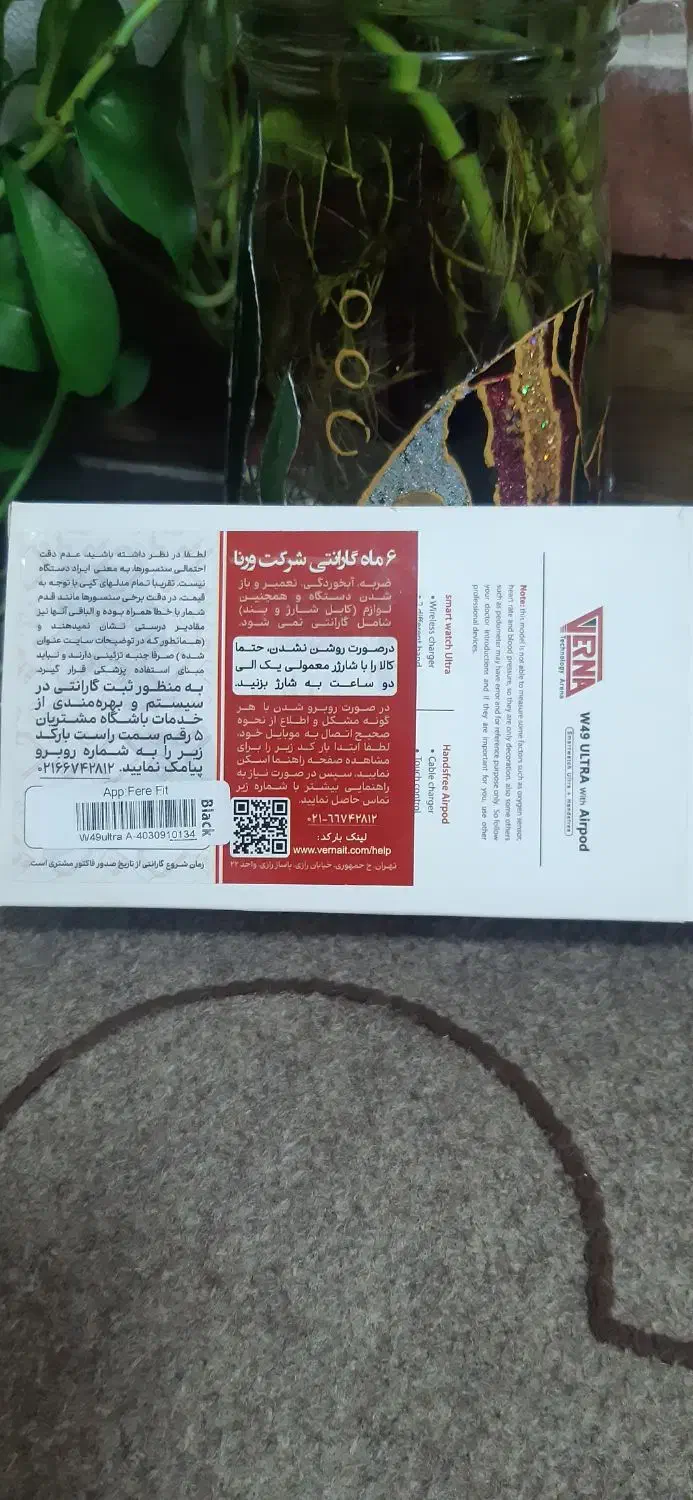 VERNA
Technology Arena
W49 ULTRA With Airpod
Smartwatch Ultra + Handsfree
Note: this model is not able to measure some factors such as oxygen sensor,
heart rate and blood pressure, so they are only decoration, also some others
such as pedometer may have error and for reference purpose only. So follow
your doctor introductions and if they are important for you, use other
professional devices.
smart watch Ultra
• Wireless charger
Handsfree Airpod
• Cable charger
• Touch control
۶ ماه گارانتی شرکت ورنا
ضربه، آبخوردگی، تعمیر و باز
شدن دستگاه و همچنین
لوازم (کابل شارژ و بند)
شامل گارانتی نمی شود.
درصورت روشن نشدن، حتما
کالا را با شارژر معمولی یک الی
دو ساعت به شارژ بزنید.
در صورت روبرو شدن با هر
گونه مشکل و اطلاع از نحوه
صحیح اتصال به موبایل خود،
لطفا ابتدا بار کد زیر را برای
مشاهده صفحه راهنما اسکن
نمایید. سپس در صورت نیاز به
راهنمایی بیشتر با شماره زیر
تماس حاصل نمایید.
۰۲۱-۶۶۷۴۲۸۱۲
لینک بارکد:
www.vernait.com/help
تهران، خ جمهوری، خیابان رازی، پاساژ رازی، واحد ۲۲
لطفا در نظر داشته باشید، عدم دقت
احتمالی سنسورها، به معنی ایراد دستگاه
نیست. تقریبا تمام مدلهای کپی با توجه به
قیمت، در دقت برخی سنسورها مانند قدم
شمار با خطا همراه بوده و الباقی آنها نیز
مقادیر درستی نشان نمیدهند و
(همانطور که در توضیحات سایت عنوان
شده) صرفا جنبه تزئینی دارند و نباید
مبنای استفاده پزشکی قرار گیرد.
به منظور ثبت گارانتی در
سیستم و بهره‌مندی از
خدمات باشگاه مشتریان
۵ رقم سمت راست بارکد
زیر را به شماره روبرو
پیامک نمایید. ۰۲۱۶۶۷۴۲۸۱۲
App:Fere Fit
W49ultra A-4030910134
Black
زمان شروع گارانتی از تاریخ صدور فاکتور مشتری است.